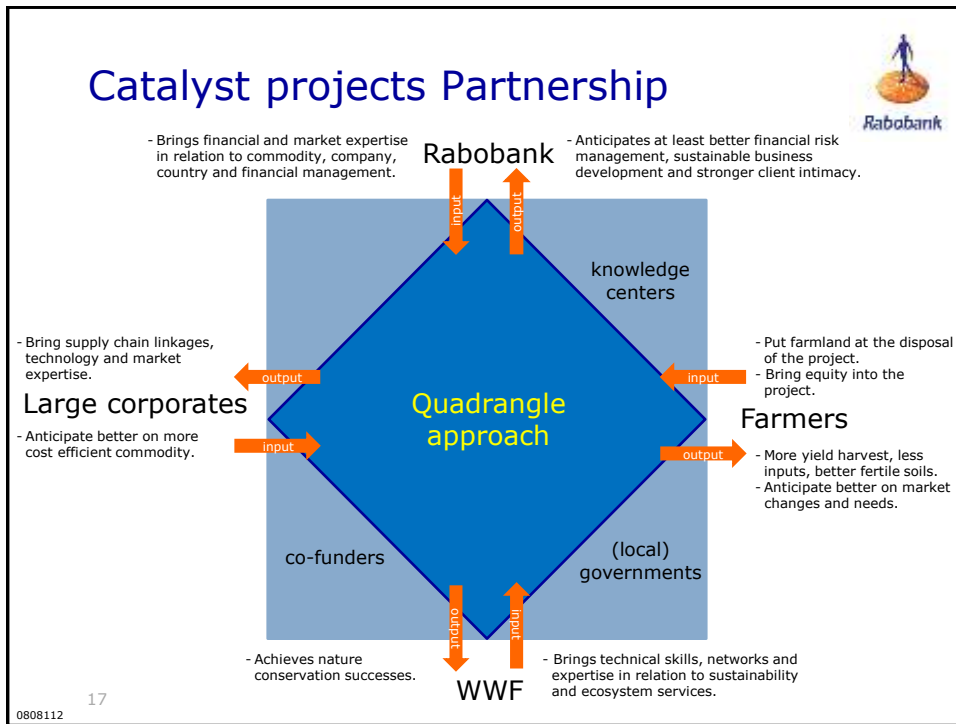 Catalyst projects Partnership
Rabobank
- Brings financial and market expertise
in relation to commodity, company,
country and financial management.
Rabobank
- Anticipates at least better financial risk
management, sustainable business
development and stronger client intimacy.
input
output
knowledge
centers
- Bring supply chain linkages,
technology and market
expertise.
output
Large corporates
input
- Anticipate better on more
cost efficient commodity.
Quadrangle
approach
- Put farmland at the disposal
of the project.
- Bring equity into the
project.
input
Farmers
output
- More yield harvest, less
inputs, better fertile soils.
- Anticipate better on market
changes and needs.
co-funders
(local)
governments
output
input
- Achieves nature
conservation successes.
WWF
- Brings technical skills, networks and
expertise in relation to sustainability
and ecosystem services.
17
0808112